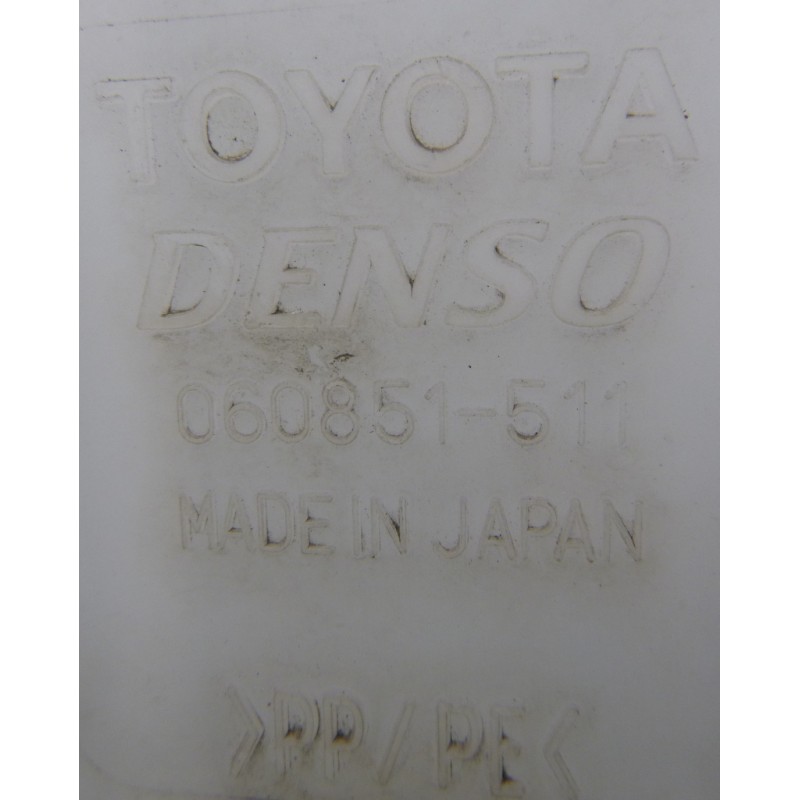 TOYOTA
DENSO
060851-511
MADE IN JAPAN
>PP/PE<